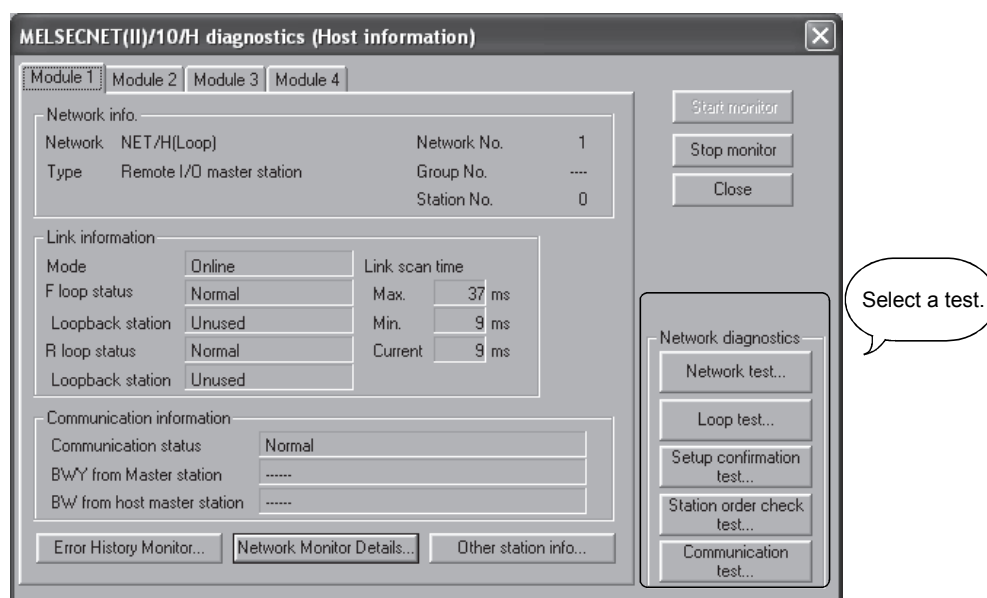 MELSECNET(II)/10/H diagnostics (Host information)
Module 1 Module 2 Module 3 Module 4
Network info.
Network NET/H(Loop) Network No. 1
Type Remote I/O master station Group No. ----
Station No. 0
Link information
Mode Online Link scan time
F loop status Normal Max. 37 ms
Loopback station Unused Min. 9 ms
R loop status Normal Current 9 ms
Loopback station Unused
Communication information
Communication status Normal
BWY from Master station ------
BW from host master station ------
Error History Monitor... Network Monitor Details... Other station info...
Start monitor
Stop monitor
Close
Network diagnostics
Network test...
Loop test...
Setup confirmation
test...
Station order check
test...
Communication
test...
Select a test.